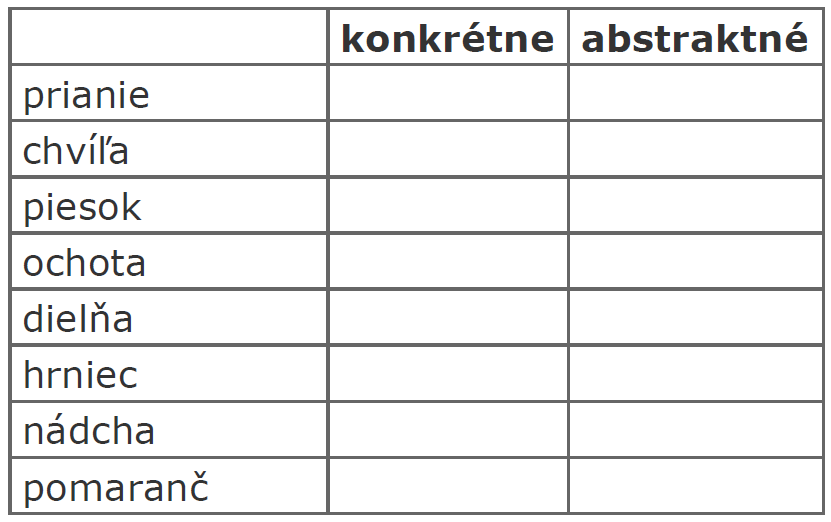 konkrétne abstraktné
prianie
chvíľa
piesok
ochota
dielňa
hrniec
nádcha
pomaranč